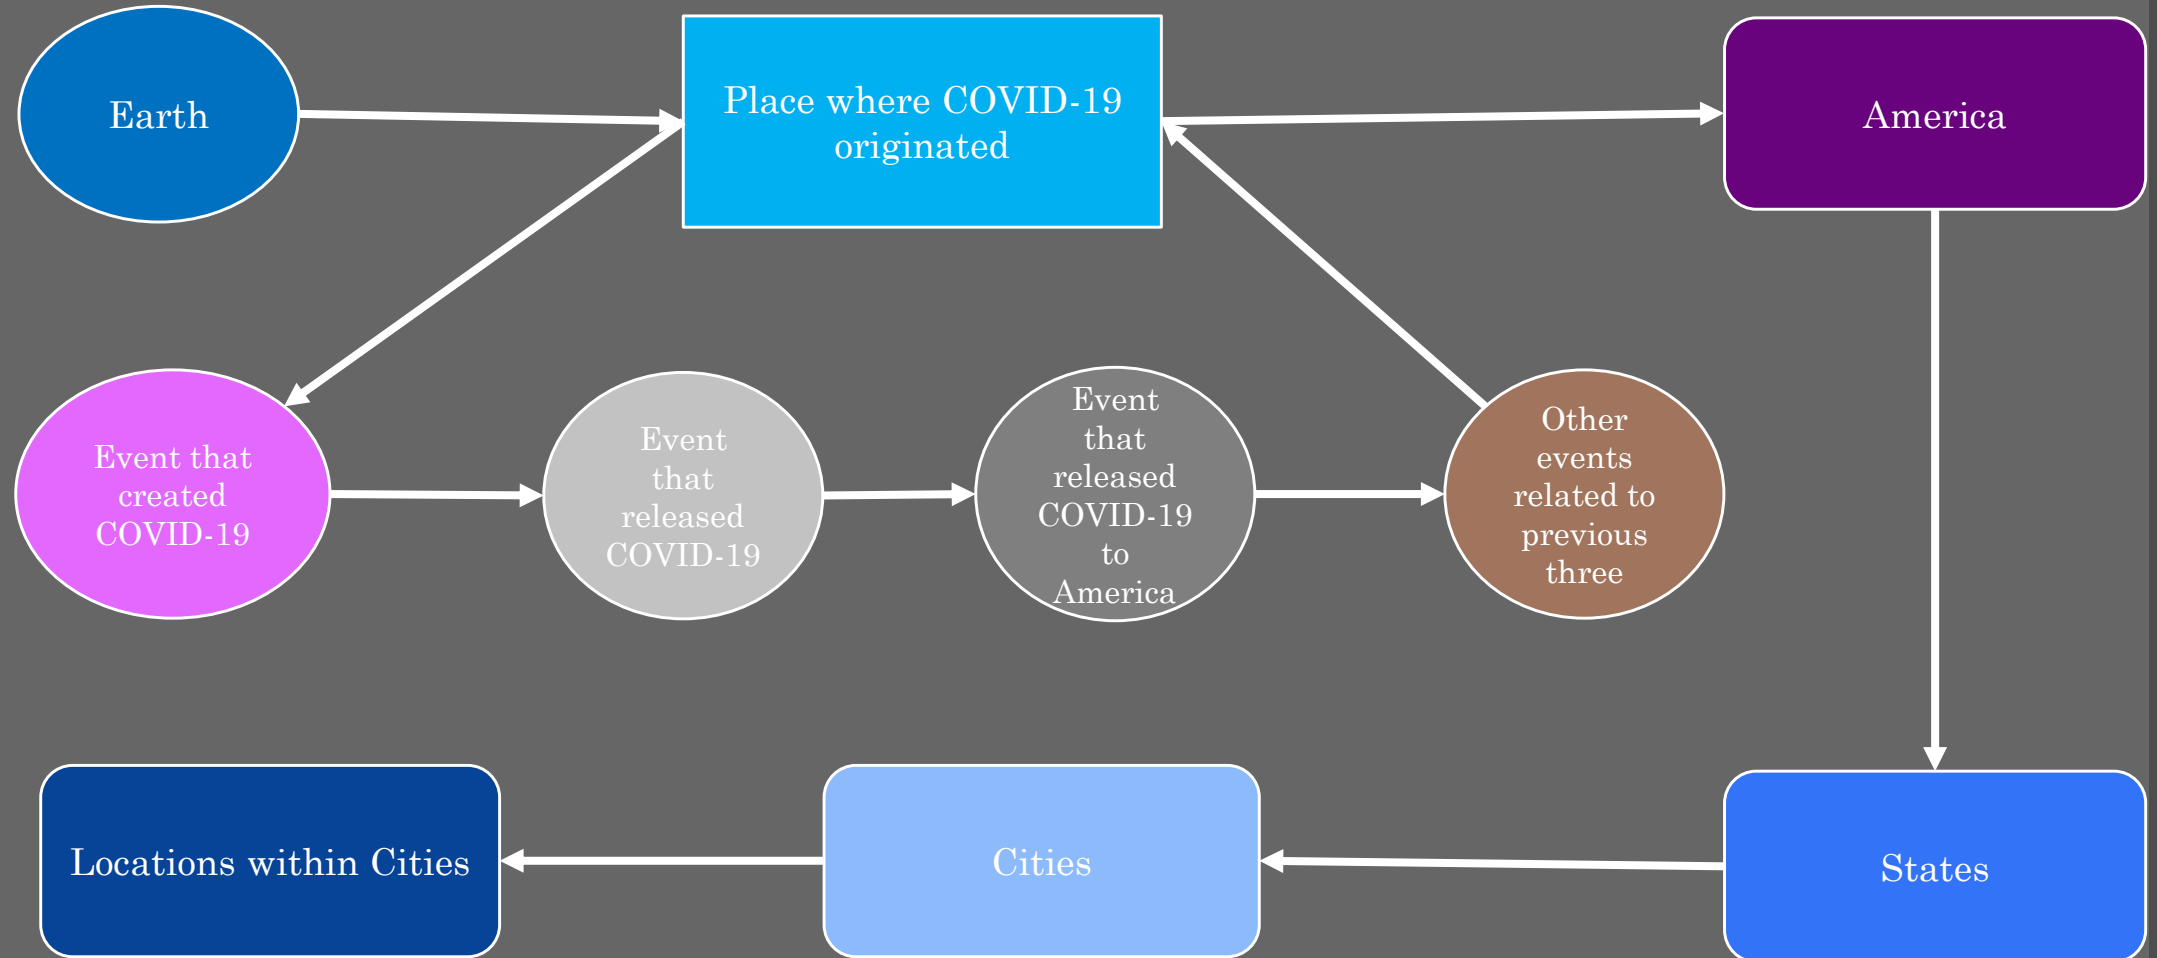 Earth
Place where COVID-19
originated
America
Event that
created
COVID-19
Event
that
released
COVID-19
Event
that
released
COVID-19
to
America
Other
events
related to
previous
three
Locations within Cities
Cities
States